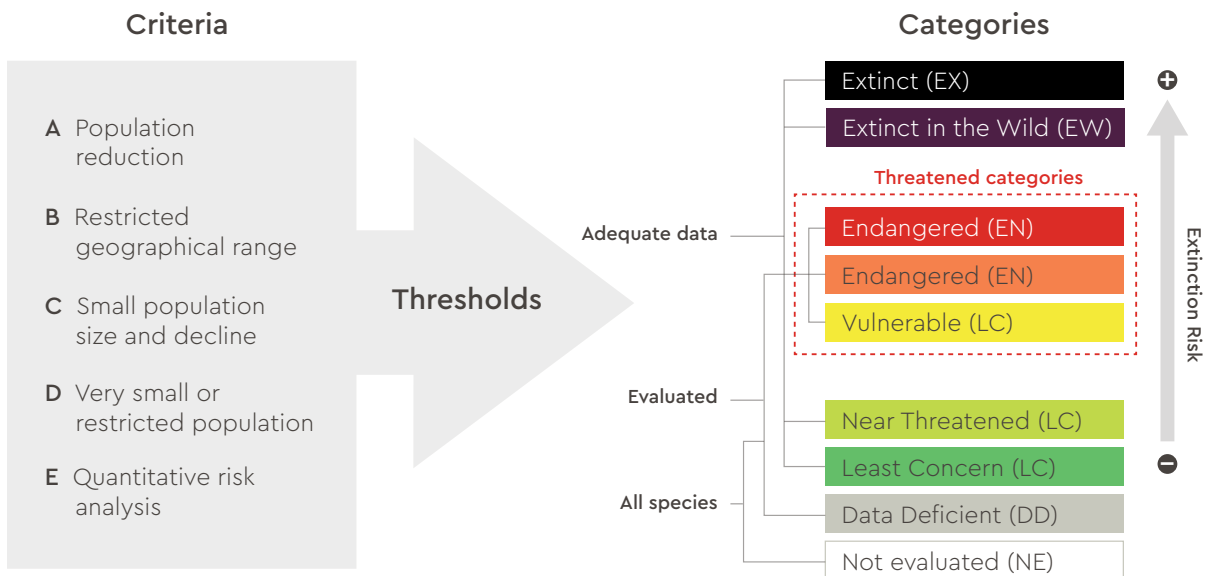 Criteria
A Population
reduction
B Restricted
geographical range
C Small population
size and decline
D Very small or
restricted population
E Quantitative risk
analysis
Thresholds
Categories
Adequate data
Evaluated
All species
Extinct (EX)
Extinct in the Wild (EW)
Threatened categories
Endangered (EN)
Endangered (EN)
Vulnerable (LC)
Near Threatened (LC)
Least Concern (LC)
Data Deficient (DD)
Not evaluated (NE)
+
Extinction Risk
−